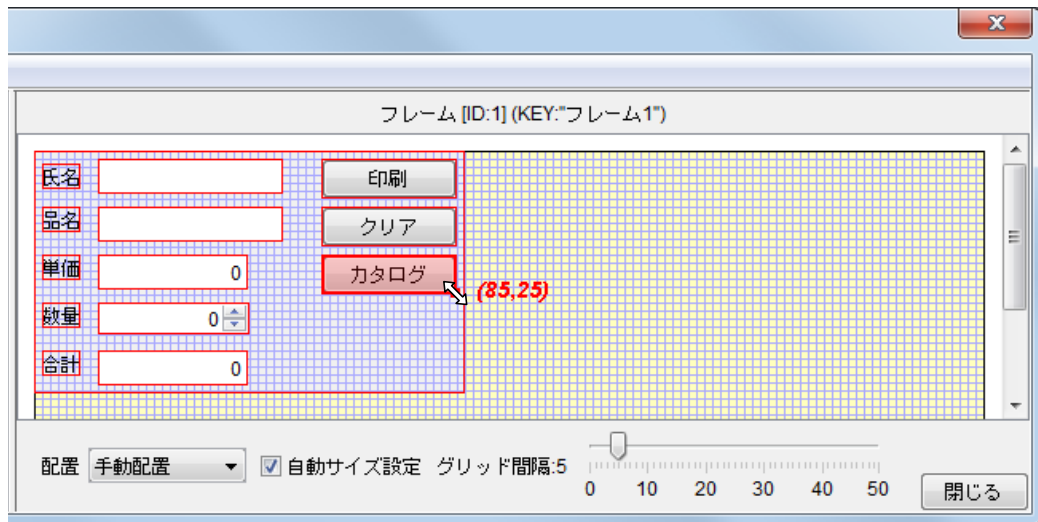 フレーム [ID:1] (KEY:"フレーム1")
氏名 印刷
品名 クリア
単価 0 カタログ
(85,25)
数量 0
合計 0
配置 手動配置 自動サイズ設定 グリッド間隔:5
0 10 20 30 40 50
閉じる